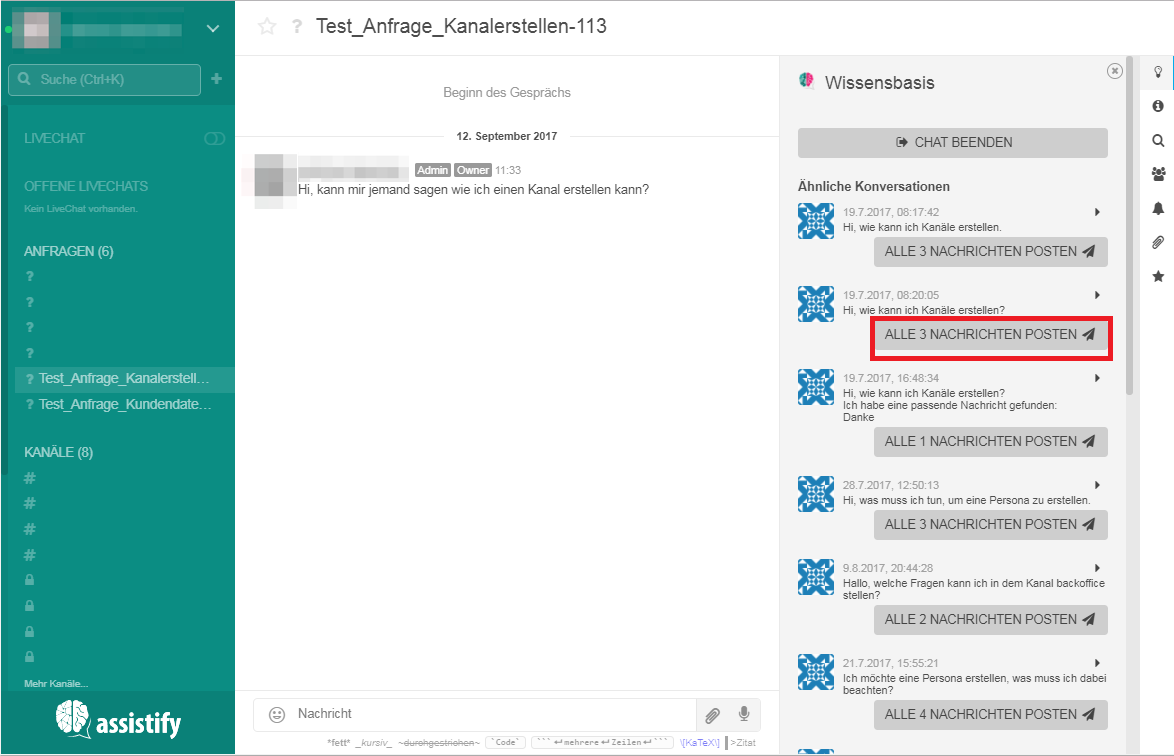 Test_Anfrage_Kanalerstellen-113
Suche (Ctrl+K)
LIVECHAT
OFFENE LIVECHATS
Kein LiveChat vorhanden.
ANFRAGEN (6)
?
?
?
?
? Test_Anfrage_Kanalerstell...
? Test_Anfrage_Kundendate...
KANÄLE (8)
#
#
#
#
Mehr Kanäle...
assistify
Beginn des Gesprächs
12. September 2017
Admin Owner 11:33
Hi, kann mir jemand sagen wie ich einen Kanal erstellen kann?
Nachricht
*fett* _kursiv_ ~durchgestrichen~ `Code` ```↵mehrere↵Zeilen↵``` \[KaTeX\] >Zitat
Wissensbasis
CHAT BEENDEN
Ähnliche Konversationen
19.7.2017, 08:17:42
Hi, wie kann ich Kanäle erstellen.
ALLE 3 NACHRICHTEN POSTEN
19.7.2017, 08:20:05
Hi, wie kann ich Kanäle erstellen?
ALLE 3 NACHRICHTEN POSTEN
19.7.2017, 16:48:34
Hi, wie kann ich Kanäle erstellen?
Ich habe eine passende Nachricht gefunden:
Danke
ALLE 1 NACHRICHTEN POSTEN
28.7.2017, 12:50:13
Hi, was muss ich tun, um eine Persona zu erstellen.
ALLE 3 NACHRICHTEN POSTEN
9.8.2017, 20:44:28
Hallo, welche Fragen kann ich in dem Kanal backoffice
stellen?
ALLE 2 NACHRICHTEN POSTEN
21.7.2017, 15:55:21
Ich möchte eine Persona erstellen, was muss ich dabei
beachten?
ALLE 4 NACHRICHTEN POSTEN